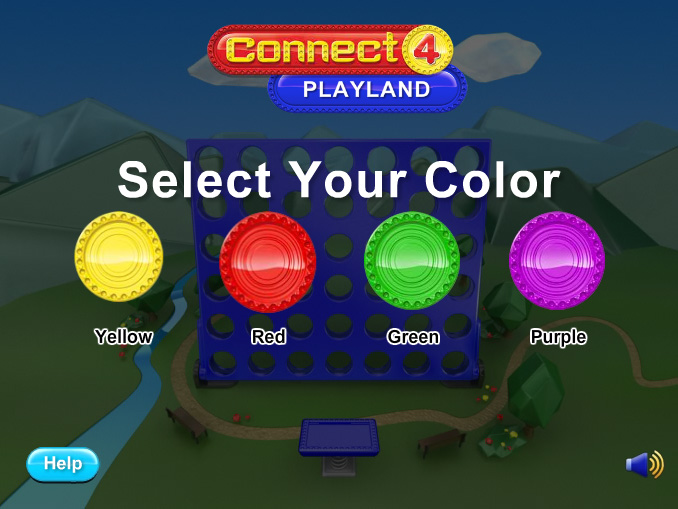 Connect 4
PLAYLAND
Select Your Color
Yellow
Red
Green
Purple
Help